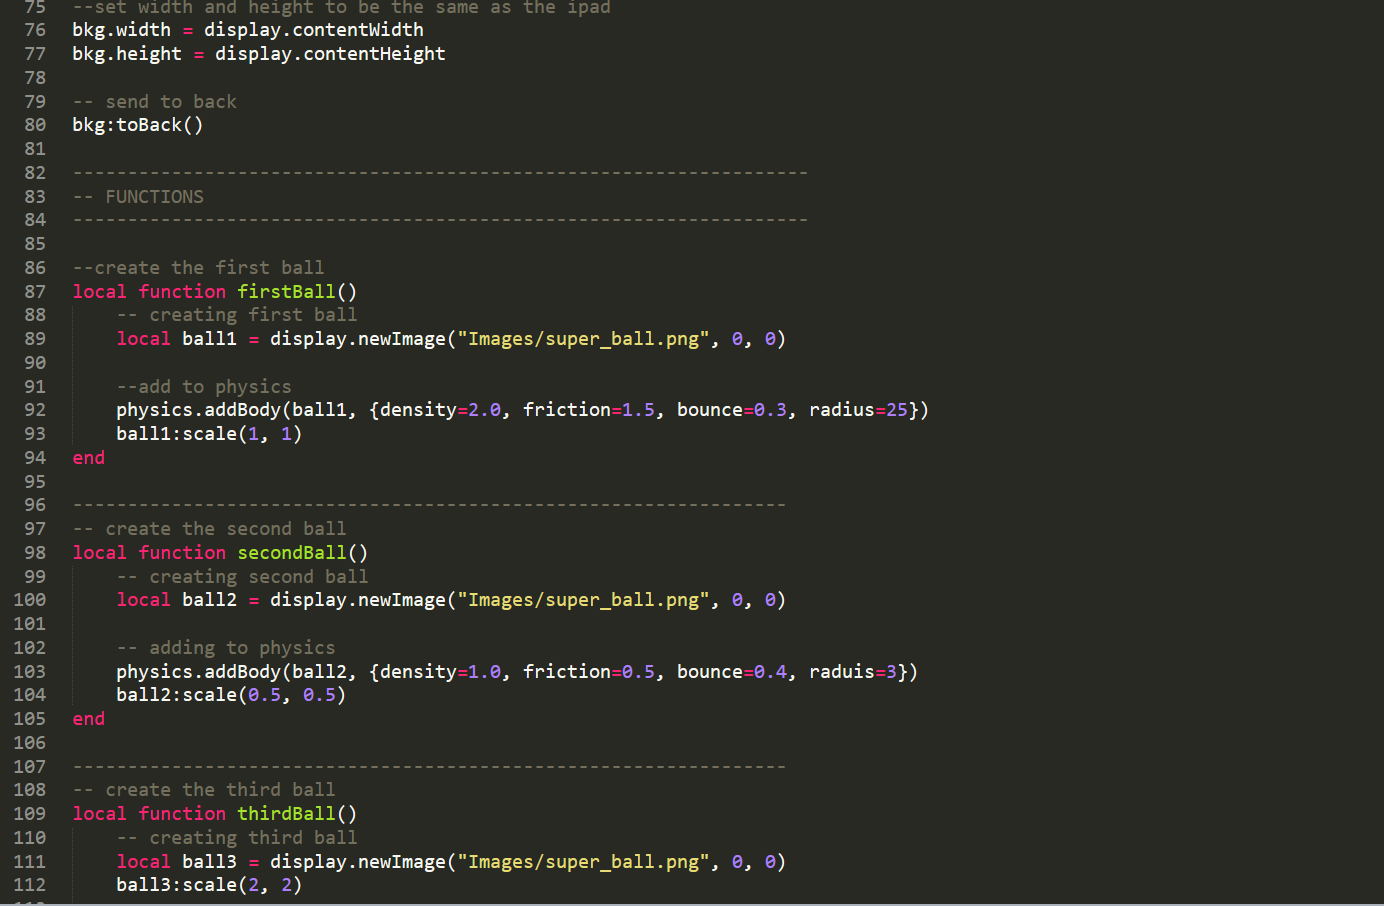 75 --set width and height to be the same as the ipad
76 bkg.width = display.contentWidth
77 bkg.height = display.contentHeight
78
79 -- send to back
80 bkg:toBack()
81
82 -------------------------------------------------------------------
83 -- FUNCTIONS
84 -------------------------------------------------------------------
85
86 --create the first ball
87 local function firstBall()
88     -- creating first ball
89     local ball1 = display.newImage("Images/super_ball.png", 0, 0)
90
91     --add to physics
92     physics.addBody(ball1, {density=2.0, friction=1.5, bounce=0.3, radius=25})
93     ball1:scale(1, 1)
94 end
95
96 -----------------------------------------------------------------
97 -- create the second ball
98 local function secondBall()
99     -- creating second ball
100     local ball2 = display.newImage("Images/super_ball.png", 0, 0)
101
102     -- adding to physics
103     physics.addBody(ball2, {density=1.0, friction=0.5, bounce=0.4, raduis=3})
104     ball2:scale(0.5, 0.5)
105 end
106
107 -----------------------------------------------------------------
108 -- create the third ball
109 local function thirdBall()
110     -- creating third ball
111     local ball3 = display.newImage("Images/super_ball.png", 0, 0)
112     ball3:scale(2, 2)